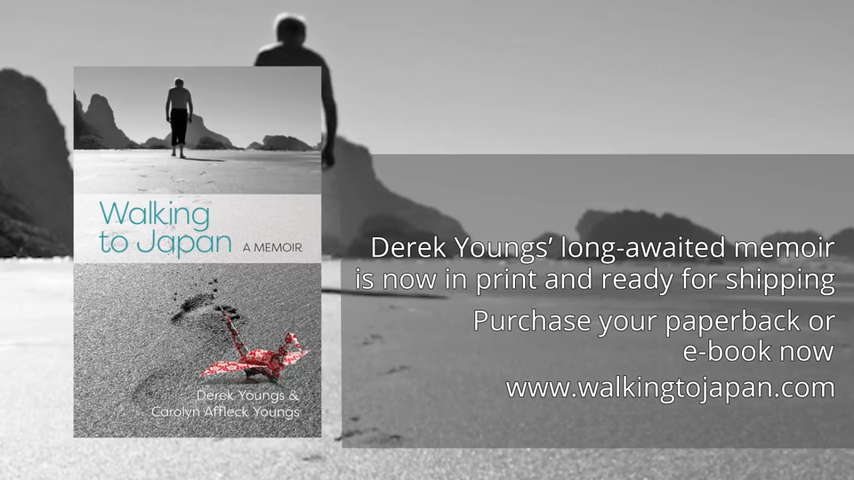 Walking
to Japan A MEMOIR
Derek Youngs &
Carolyn Affleck Youngs
Derek Youngs’ long-awaited memoir
is now in print and ready for shipping
Purchase your paperback or
e-book now
www.walkingtojapan.com